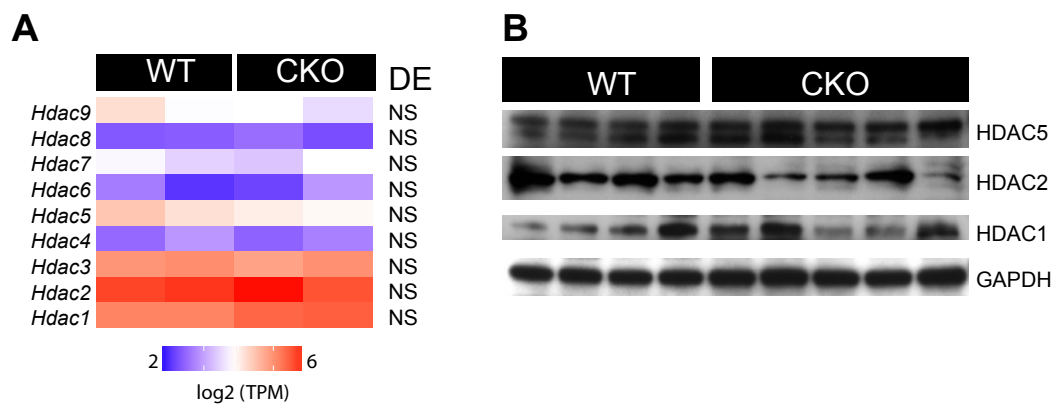 A
WT CKO DE
Hdac9 NS
Hdac8 NS
Hdac7 NS
Hdac6 NS
Hdac5 NS
Hdac4 NS
Hdac3 NS
Hdac2 NS
Hdac1 NS
2 6
log2 (TPM)
B
WT CKO
HDAC5
HDAC2
HDAC1
GAPDH